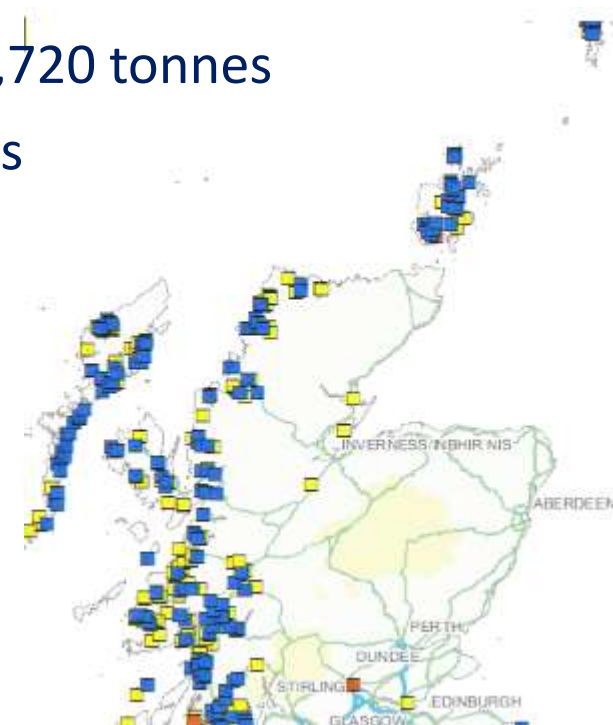 ,720 tonnes
s
INVERNESS/INBHIR NIS
ABERDEEN
PERTH
DUNDEE
STIRLING
EDINBURGH
GLASGOW